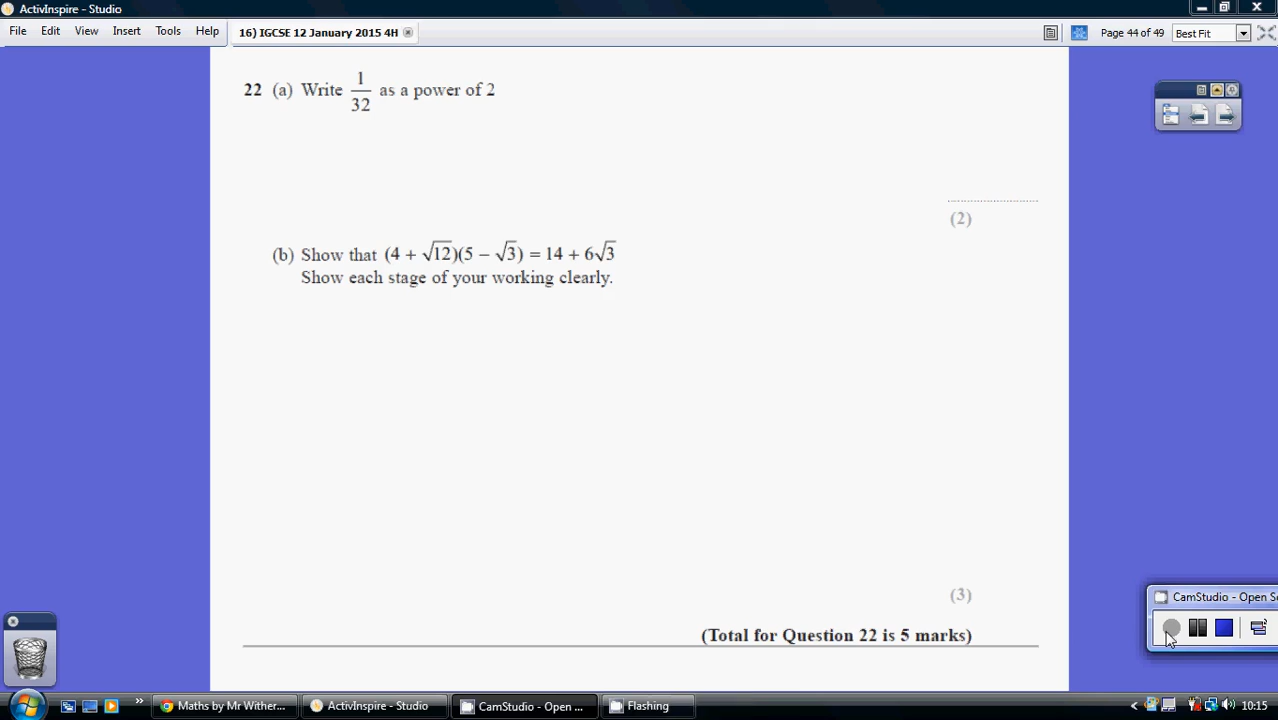 ActivInspire - Studio
File Edit View Insert Tools Help
16) IGCSE 12 January 2015 4H
Page 44 of 49
Best Fit
22 (a) Write 1/32 as a power of 2
(2)
(b) Show that (4 + √12)(5 − √3) = 14 + 6√3
Show each stage of your working clearly.
(3)
(Total for Question 22 is 5 marks)
CamStudio - Open So
Maths by Mr Wither...
ActivInspire - Studio
CamStudio - Open ...
Flashing
10:15